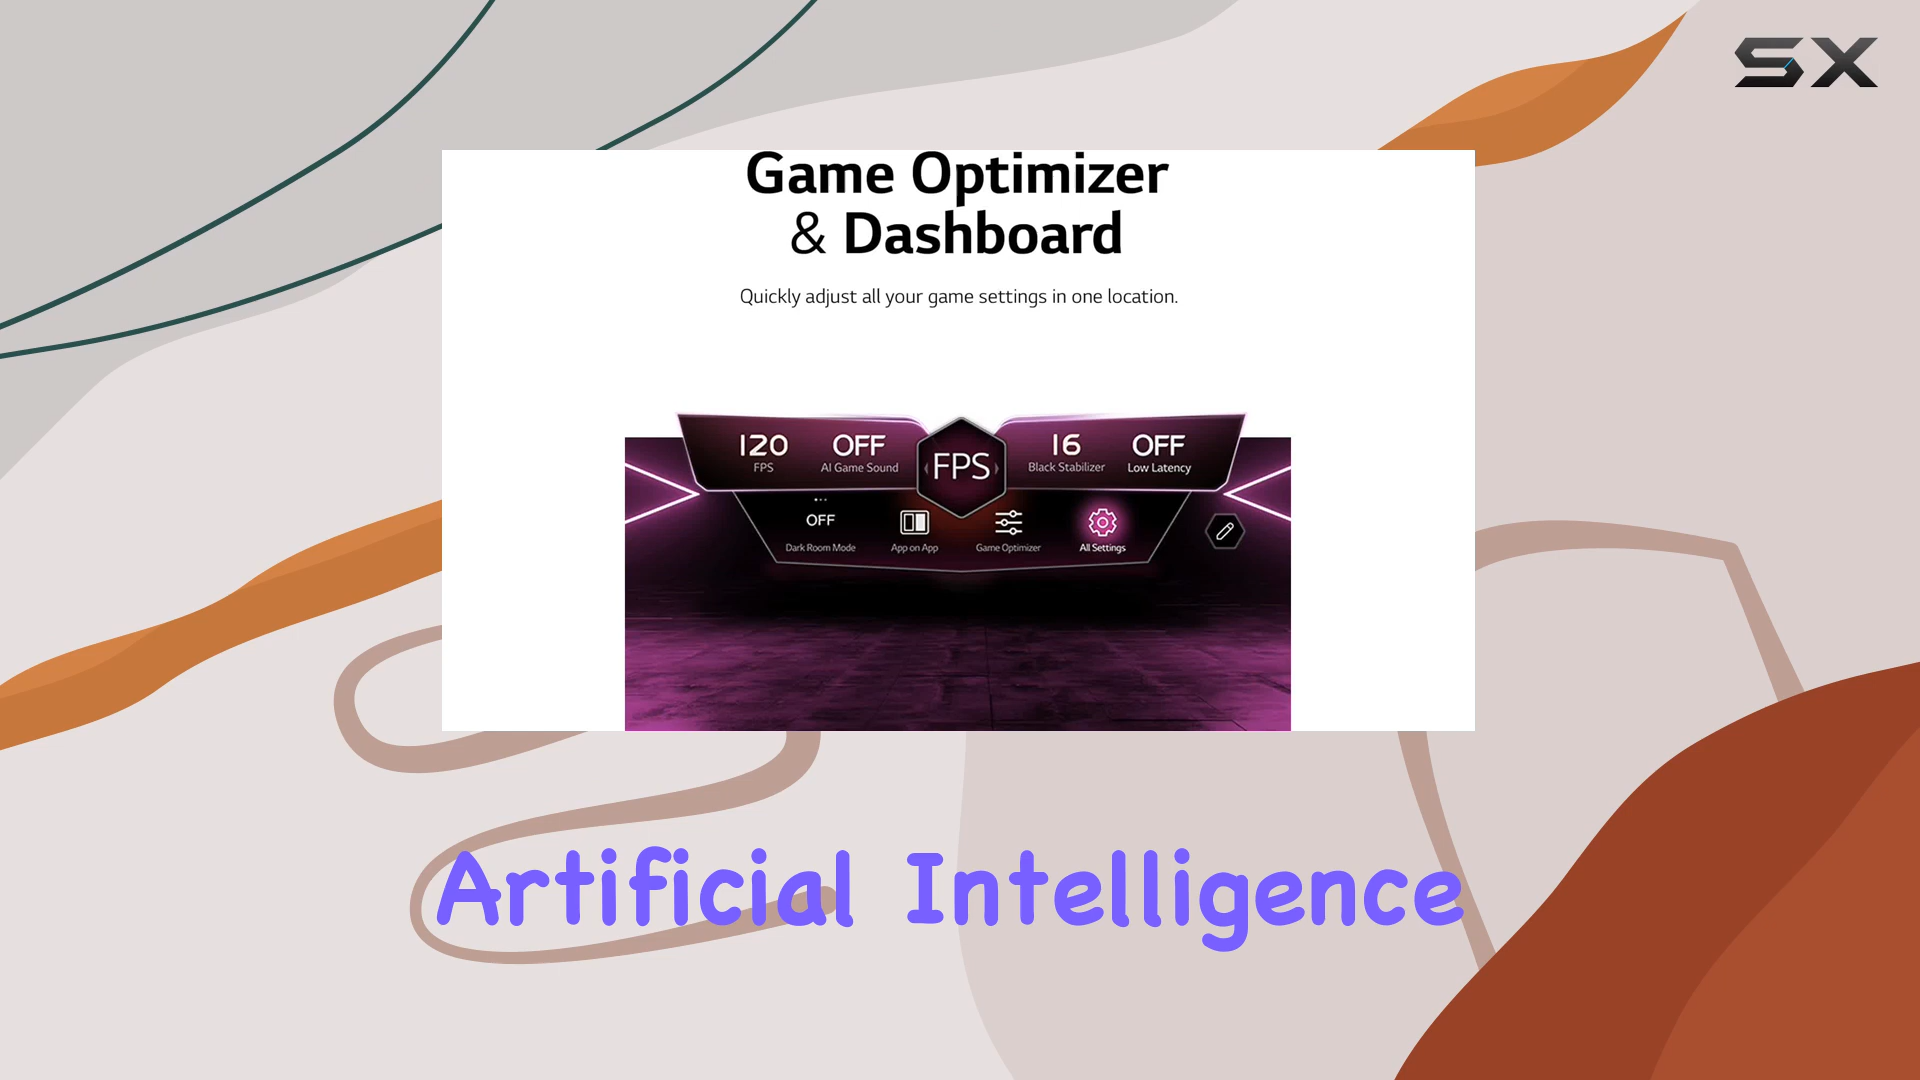 SX
Game Optimizer
& Dashboard
Quickly adjust all your game settings in one location.
120 OFF FPS 16 OFF
FPS AI Game Sound Black Stabilizer Low Latency
OFF
Dark Room Mode App on App Game Optimizer All Settings
Artificial Intelligence